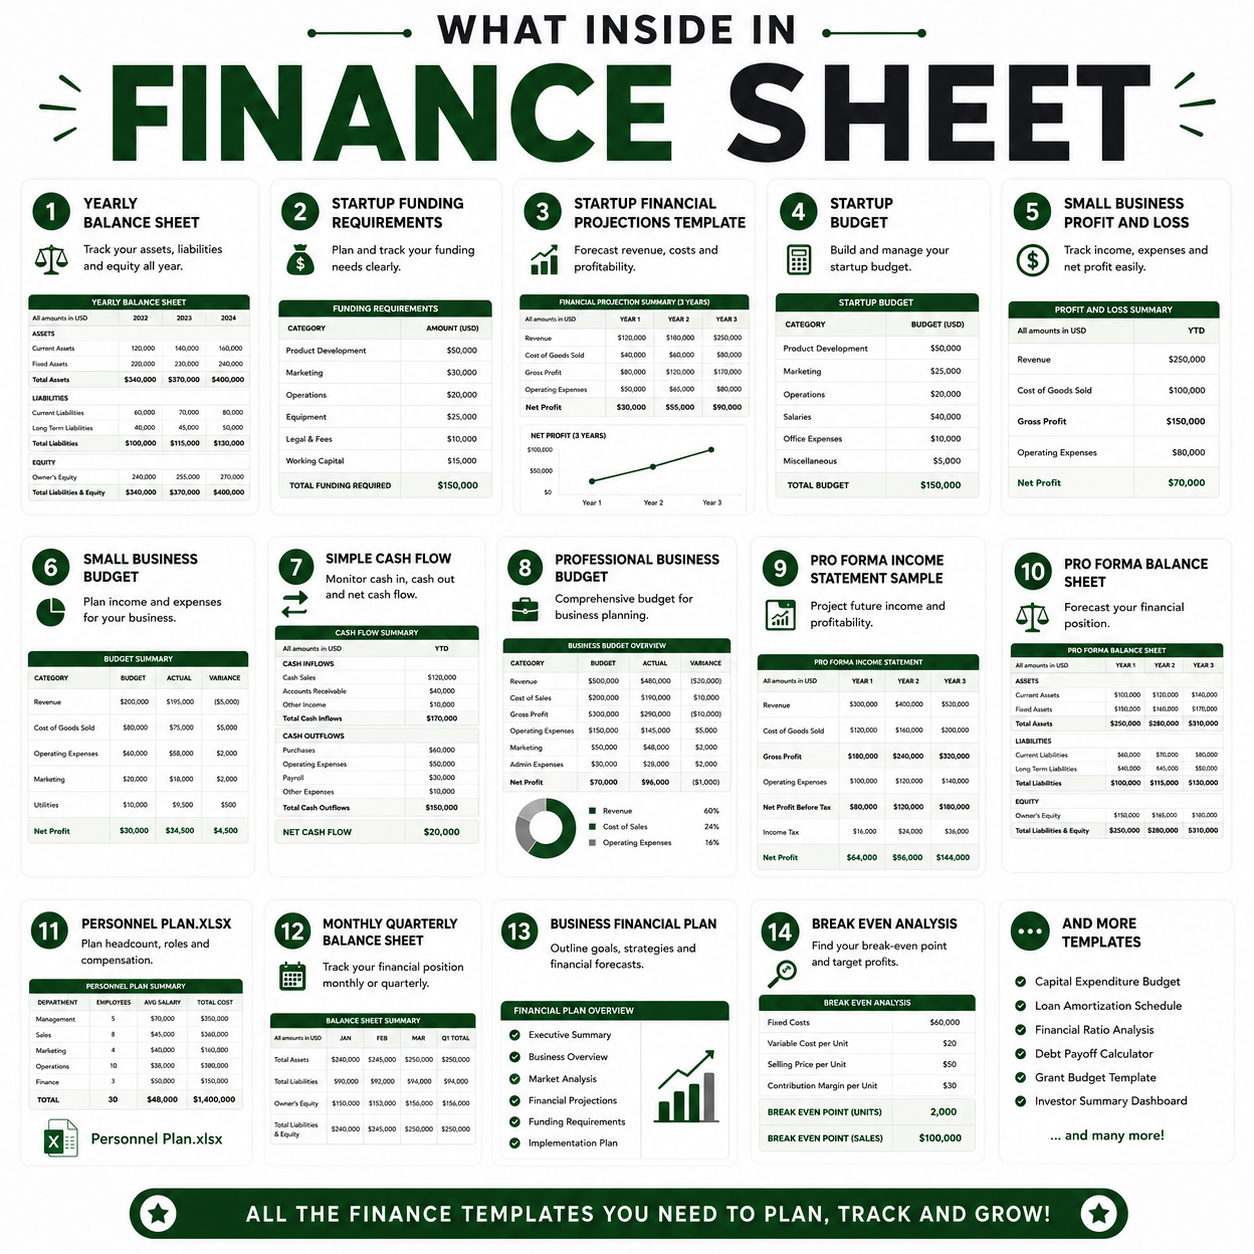 WHAT INSIDE IN
FINANCE SHEET
1 YEARLY
BALANCE SHEET
Track your assets, liabilities
and equity all year.
YEARLY BALANCE SHEET
All amounts in USD 2022 2023 2024
ASSETS
Current Assets 120,000 140,000 160,000
Fixed Assets 220,000 230,000 240,000
Total Assets $340,000 $370,000 $400,000
LIABILITIES
Current Liabilities 60,000 70,000 80,000
Long Term Liabilities 40,000 45,000 50,000
Total Liabilities $100,000 $115,000 $130,000
EQUITY
Owner's Equity 240,000 255,000 270,000
Total Liabilities & Equity $340,000 $370,000 $400,000
2 STARTUP FUNDING
REQUIREMENTS
Plan and track your funding
needs clearly.
FUNDING REQUIREMENTS
CATEGORY AMOUNT (USD)
Product Development $50,000
Marketing $30,000
Operations $20,000
Equipment $25,000
Legal & Fees $10,000
Working Capital $15,000
TOTAL FUNDING REQUIRED $150,000
3 STARTUP FINANCIAL
PROJECTIONS TEMPLATE
Forecast revenue, costs and
profitability.
FINANCIAL PROJECTION SUMMARY (3 YEARS)
All amounts in USD YEAR 1 YEAR 2 YEAR 3
Revenue $120,000 $180,000 $250,000
Cost of Goods Sold $40,000 $60,000 $80,000
Gross Profit $80,000 $120,000 $170,000
Operating Expenses $50,000 $65,000 $80,000
Net Profit $30,000 $55,000 $90,000
NET PROFIT (3 YEARS)
$100,000
$50,000
$0
Year 1 Year 2 Year 3
4 STARTUP
BUDGET
Build and manage your
startup budget.
STARTUP BUDGET
CATEGORY BUDGET (USD)
Product Development $50,000
Marketing $25,000
Operations $20,000
Salaries $40,000
Office Expenses $10,000
Miscellaneous $5,000
TOTAL BUDGET $150,000
5 SMALL BUSINESS
PROFIT AND LOSS
Track income, expenses and
net profit easily.
PROFIT AND LOSS SUMMARY
All amounts in USD YTD
Revenue $250,000
Cost of Goods Sold $100,000
Gross Profit $150,000
Operating Expenses $80,000
Net Profit $70,000
6 SMALL BUSINESS
BUDGET
Plan income and expenses
for your business.
BUDGET SUMMARY
CATEGORY BUDGET ACTUAL VARIANCE
Revenue $200,000 $195,000 ($5,000)
Cost of Goods Sold $80,000 $75,000 $5,000
Operating Expenses $60,000 $58,000 $2,000
Marketing $20,000 $18,000 $2,000
Utilities $10,000 $9,500 $500
Net Profit $30,000 $34,500 $4,500
7 SIMPLE CASH FLOW
Monitor cash in, cash out
and net cash flow.
CASH FLOW SUMMARY
All amounts in USD YTD
CASH INFLOWS
Cash Sales $120,000
Accounts Receivable $40,000
Other Income $10,000
Total Cash inflows $170,000
CASH OUTFLOWS
Purchases $60,000
Operating Expenses $50,000
Payroll $30,000
Other Expenses $10,000
Total Cash Outflows $150,000
NET CASH FLOW $20,000
8 PROFESSIONAL BUSINESS
BUDGET
Comprehensive budget for
business planning.
BUSINESS BUDGET OVERVIEW
CATEGORY BUDGET ACTUAL VARIANCE
Revenue $500,000 $480,000 ($20,000)
Cost of Sales $200,000 $190,000 $10,000
Gross Profit $300,000 $290,000 ($10,000)
Operating Expenses $150,000 $145,000 $5,000
Marketing $50,000 $48,000 $2,000
Admin Expenses $30,000 $28,000 $2,000
Net Profit $70,000 $96,000 ($1,000)
Revenue 60%
Cost of Sales 24%
Operating Expenses 16%
9 PRO FORMA INCOME
STATEMENT SAMPLE
Project future income and
profitability.
PRO FORMA INCOME STATEMENT
All amounts in USD YEAR 1 YEAR 2 YEAR 3
Revenue $300,000 $400,000 $520,000
Cost of Goods Sold $120,000 $160,000 $200,000
Gross Profit $180,000 $240,000 $320,000
Operating Expenses $100,000 $120,000 $140,000
Net Profit Before Tax $80,000 $120,000 $180,000
Income Tax $16,000 $24,000 $36,000
Net Profit $64,000 $96,000 $144,000
10 PRO FORMA BALANCE
SHEET
Forecast your financial
position.
PRO FORMA BALANCE SHEET
All amounts in USD YEAR 1 YEAR 2 YEAR 3
ASSETS
Current Assets $100,000 $120,000 $140,000
Fixed Assets $150,000 $160,000 $170,000
Total Assets $250,000 $280,000 $310,000
LIABILITIES
Current Liabilities $60,000 $70,000 $80,000
Long Term Liabilities $40,000 $45,000 $50,000
Total Liabilities $100,000 $115,000 $130,000
EQUITY
Owner's Equity $150,000 $165,000 $180,000
Total Liabilities & Equity $250,000 $280,000 $310,000
11 PERSONNEL PLAN.XLSX
Plan headcount, roles and
compensation.
PERSONNEL PLAN SUMMARY
DEPARTMENT EMPLOYEES AVG SALARY TOTAL COST
Management 5 $70,000 $350,000
Sales 8 $45,000 $360,000
Marketing 4 $40,000 $160,000
Operations 10 $38,000 $380,000
Finance 3 $50,000 $150,000
TOTAL 30 $48,000 $1,400,000
X Personnel Plan.xlsx
12 MONTHLY QUARTERLY
BALANCE SHEET
Track your financial position
monthly or quarterly.
BALANCE SHEET SUMMARY
All amounts in USD JAN FEB MAR Q1 TOTAL
Total Assets $240,000 $245,000 $250,000 $250,000
Total Liabilities $90,000 $92,000 $94,000 $94,000
Owner's Equity $150,000 $153,000 $156,000 $156,000
Total Liabilities
& Equity $240,000 $245,000 $250,000 $250,000
13 BUSINESS FINANCIAL PLAN
Outline goals, strategies and
financial forecasts.
FINANCIAL PLAN OVERVIEW
Executive Summary
Business Overview
Market Analysis
Financial Projections
Funding Requirements
Implementation Plan
14 BREAK EVEN ANALYSIS
Find your break-even point
and target profits.
BREAK EVEN ANALYSIS
Fixed Costs $60,000
Variable Cost per Unit $20
Selling Price per Unit $50
Contribution Margin per Unit $30
BREAK EVEN POINT (UNITS) 2,000
BREAK EVEN POINT (SALES) $100,000
AND MORE
TEMPLATES
Capital Expenditure Budget
Loan Amortization Schedule
Financial Ratio Analysis
Debt Payoff Calculator
Grant Budget Template
Investor Summary Dashboard
... and many more!
ALL THE FINANCE TEMPLATES YOU NEED TO PLAN, TRACK AND GROW!